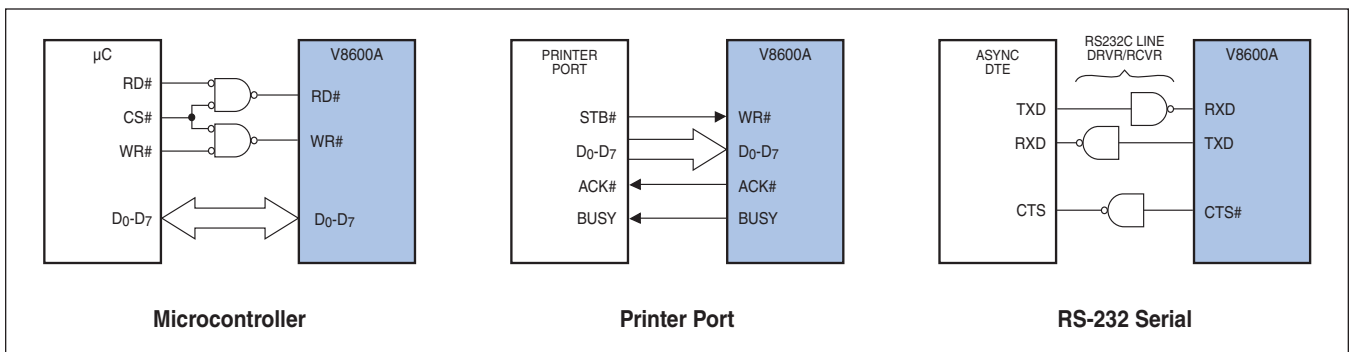 µC
V8600A
RD#
CS#
WR#
D0-D7
RD#
WR#
D0-D7
Microcontroller
PRINTER
PORT
V8600A
STB#
D0-D7
ACK#
BUSY
WR#
D0-D7
ACK#
BUSY
Printer Port
ASYNC
DTE
RS232C LINE
DRVR/RCVR
V8600A
TXD
RXD
CTS
RXD
TXD
CTS#
RS-232 Serial